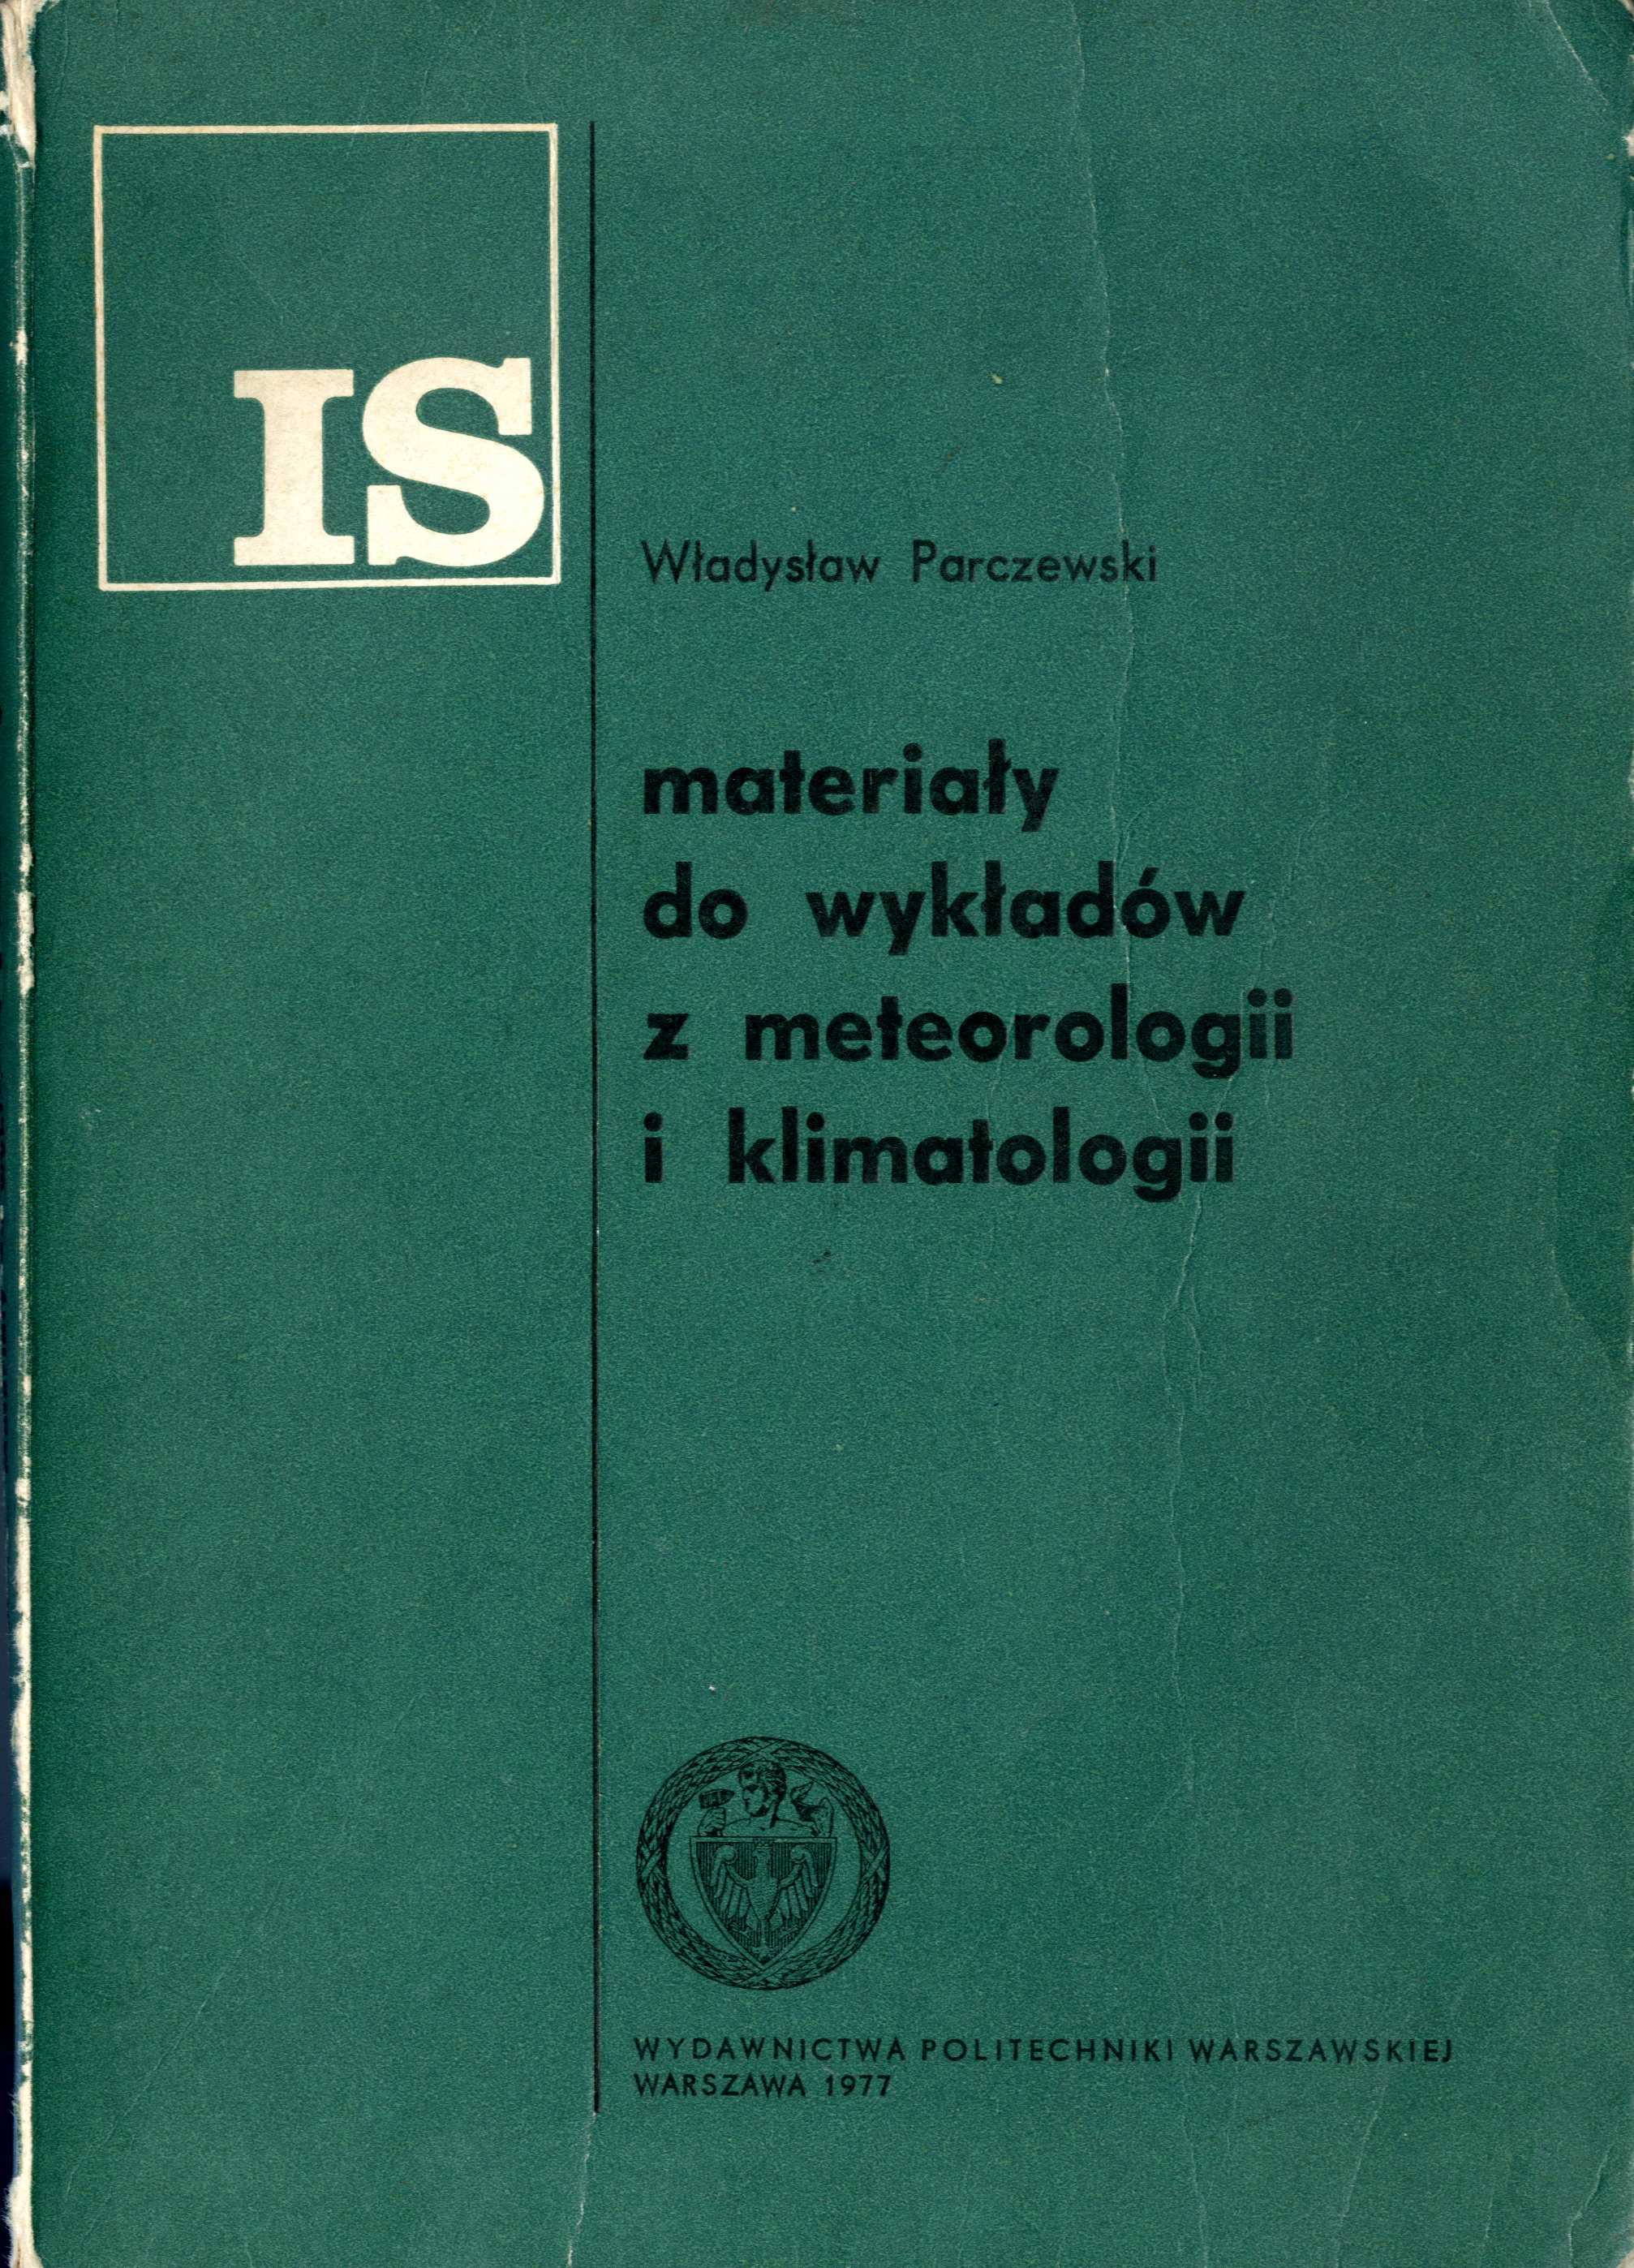 IS
Władysław Parczewski
materiały
do wykładów
z meteorologii
i klimatologii
WYDAWNICTWA POLITECHNIKI WARSZAWSKIEJ
WARSZAWA 1977